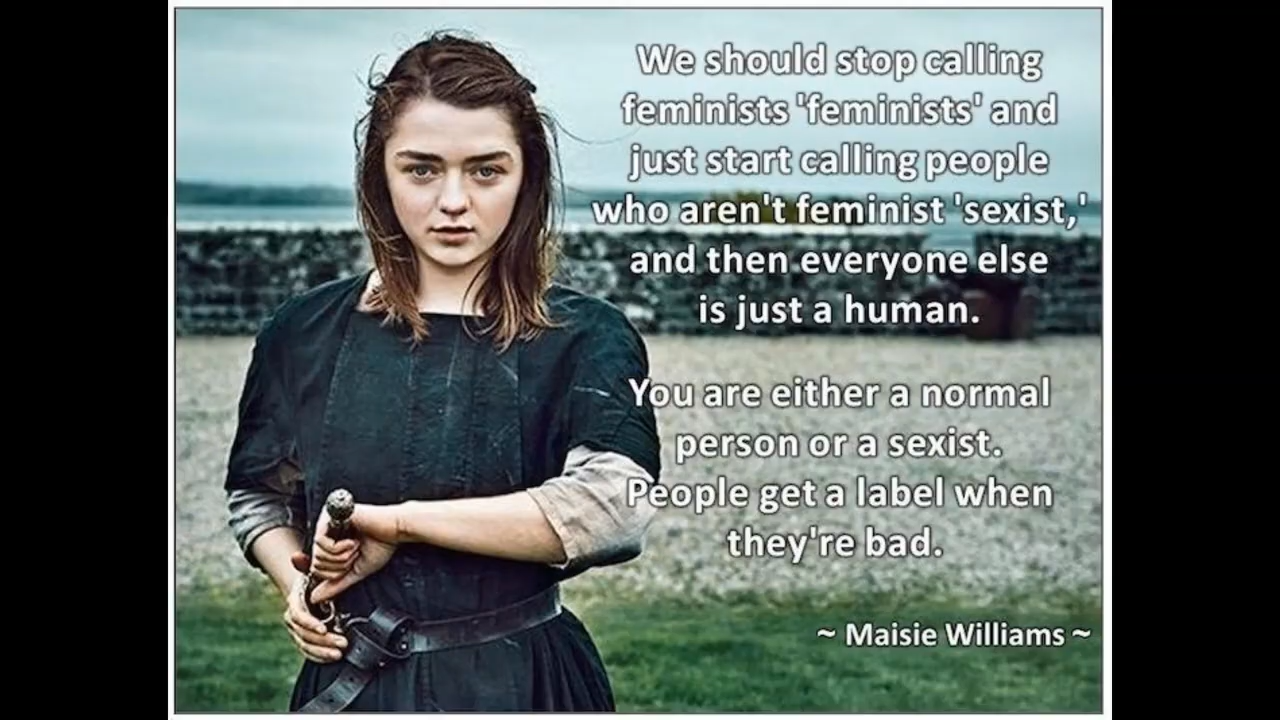 We should stop calling
feminists 'feminists' and
just start calling people
who aren't feminist 'sexist,'
and then everyone else
is just a human.
You are either a normal
person or a sexist.
People get a label when
they're bad.
~ Maisie Williams ~